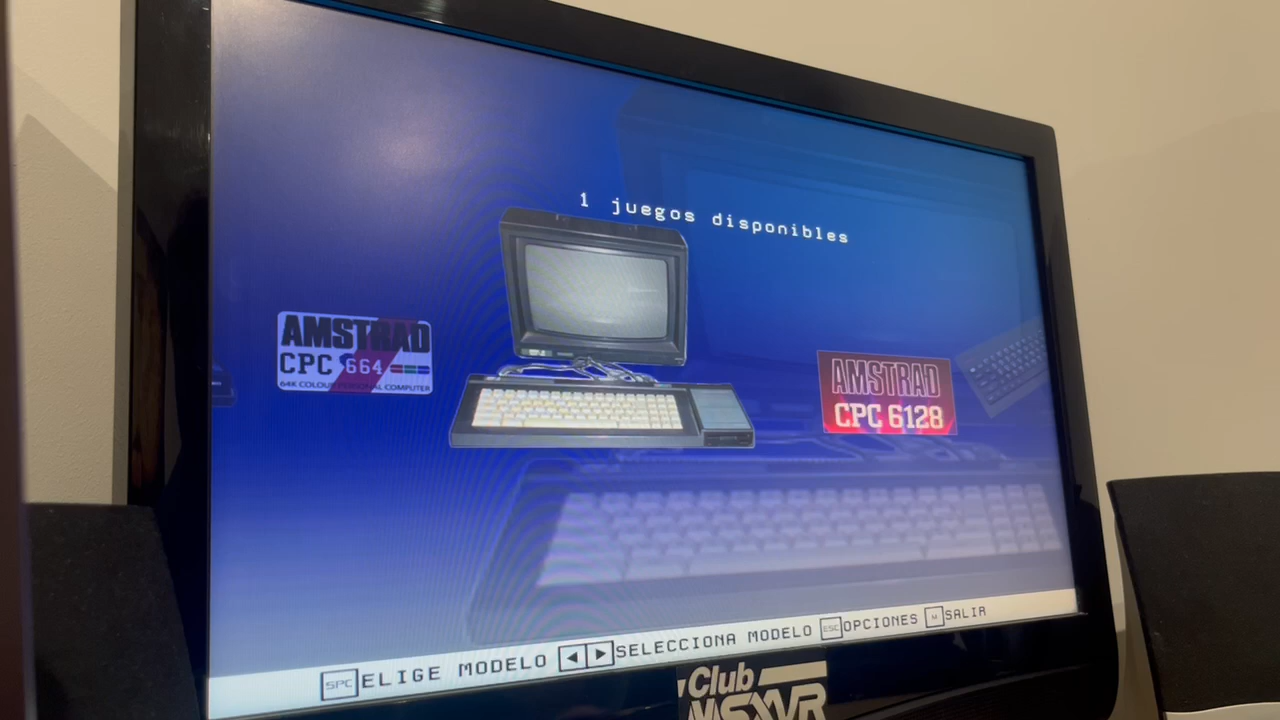 1 juegos disponibles
AMSTRAD
CPC 664
64K COLOUR PERSONAL COMPUTER
AMSTRAD
CPC 6128
SPC ELIGE MODELO ◀ ▶ SELECCIONA MODELO ESC OPCIONES M SALIR
Club
MSXVR